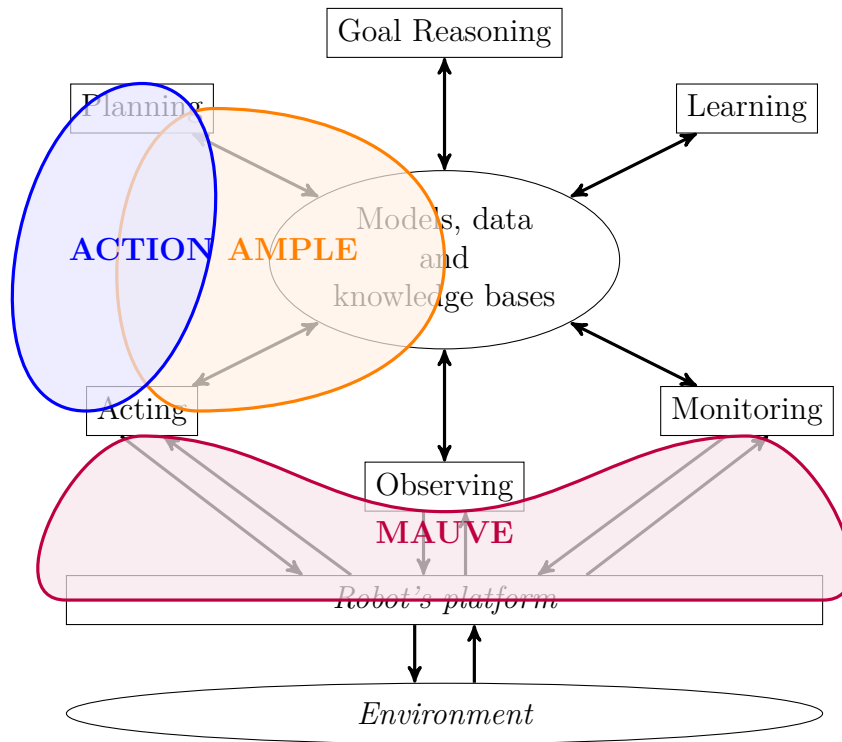 Goal Reasoning
Planning
Learning
Models, data
and
knowledge bases
ACTION
AMPLE
Acting
Monitoring
Observing
MAUVE
Robot's platform
Environment